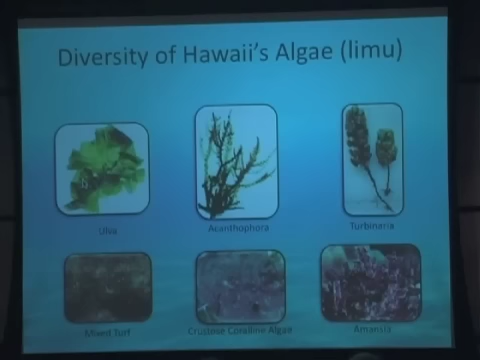 Diversity of Hawaii's Algae (limu)
Ulva
Acanthophora
Turbinaria
Mixed Turf
Crustose Coralline Algae
Amansia